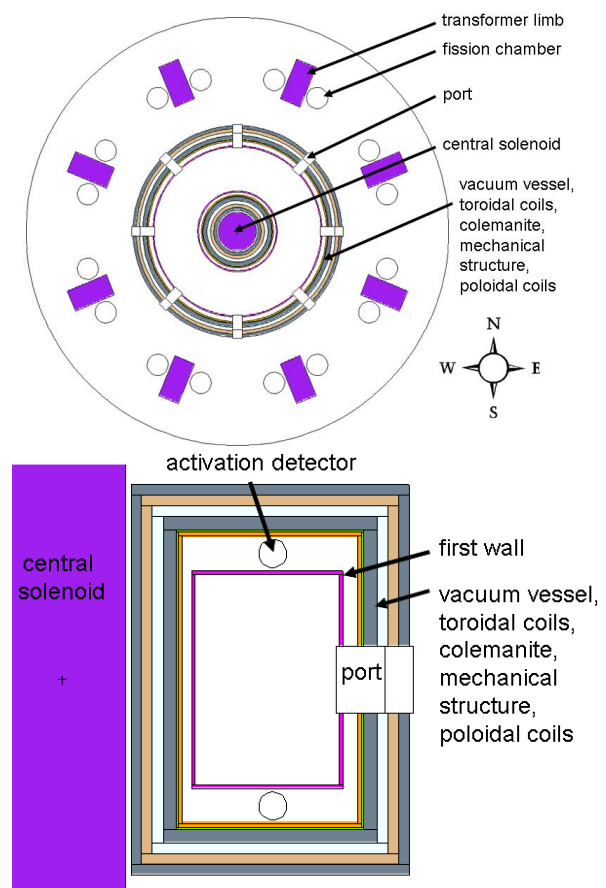 transformer limb
fission chamber
port
central solenoid
vacuum vessel,
toroidal coils,
colemanite,
mechanical
structure,
poloidal coils
N
W E
S
activation detector
central
solenoid
first wall
vacuum vessel,
toroidal coils,
colemanite,
mechanical
structure,
poloidal coils
port